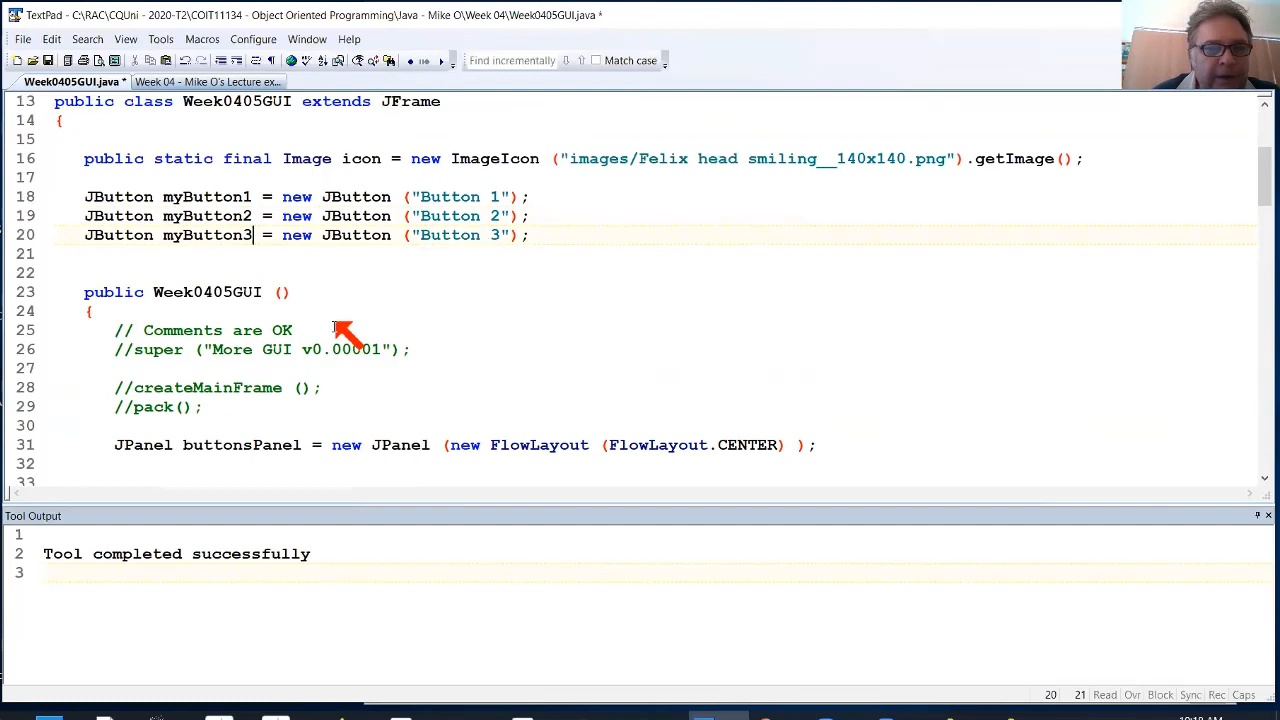 TextPad - C:\RAC\CQUni - 2020-T2\COIT11134 - Object Oriented Programming\Java - Mike O\Week 04\Week0405GUI.java *
File Edit Search View Tools Macros Configure Window Help
Find incrementally Match case
Week0405GUI.java * Week 04 - Mike O's Lecture ex...
13 public class Week0405GUI extends JFrame
14 {
15
16 public static final Image icon = new ImageIcon ("images/Felix head smiling__140x140.png").getImage();
17
18 JButton myButton1 = new JButton ("Button 1");
19 JButton myButton2 = new JButton ("Button 2");
20 JButton myButton3 = new JButton ("Button 3");
21
22
23 public Week0405GUI ()
24 {
25 // Comments are OK
26 //super ("More GUI v0.00001");
27
28 //createMainFrame ();
29 //pack();
30
31 JPanel buttonsPanel = new JPanel (new FlowLayout (FlowLayout.CENTER) );
32
33
Tool Output
1
2 Tool completed successfully
3
20 21 Read Ovr Block Sync Rec Caps